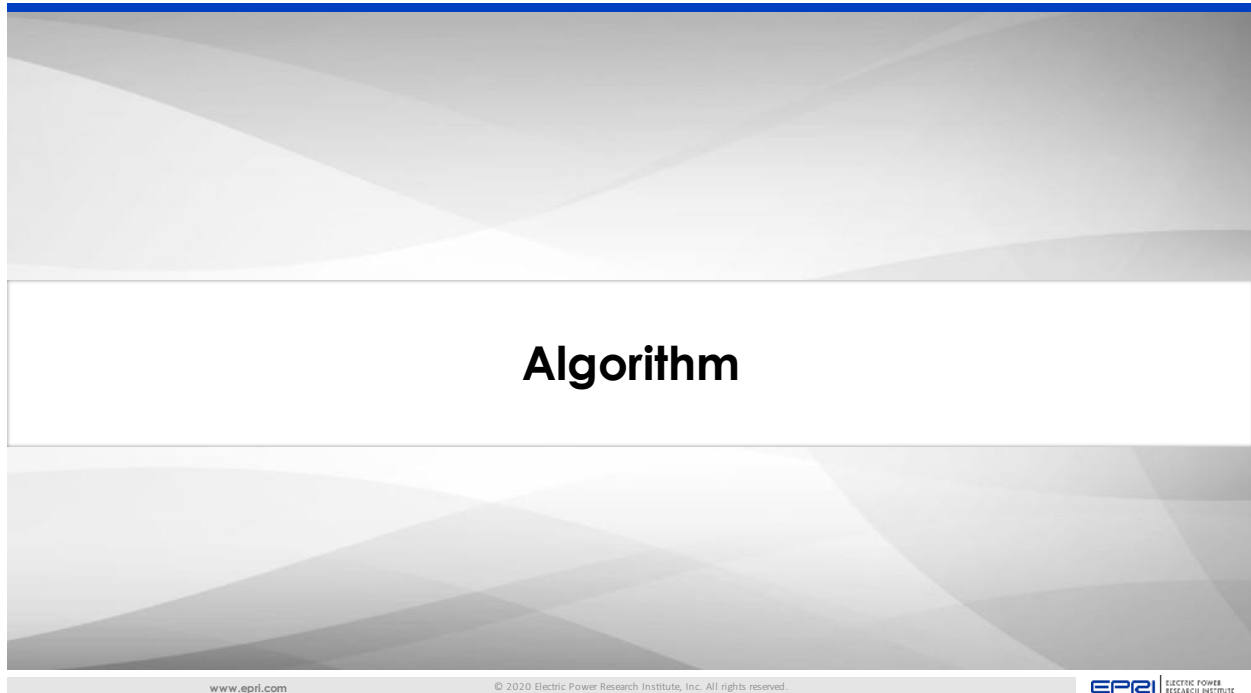 Algorithm
www.epri.com
© 2020 Electric Power Research Institute, Inc. All rights reserved.
EPRI
ELECTRIC POWER
RESEARCH INSTITUTE